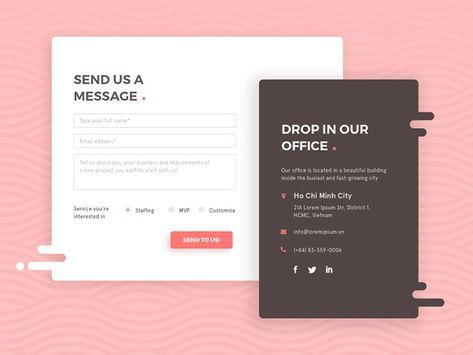 SEND US A
MESSAGE .
Type your full name*
Email address*
Tell us about you, your business and requirements of
a new project you want to start with us!
Service you're
interested in
Staffing
MVP
Customize
SEND TO US!
DROP IN OUR
OFFICE .
Our office is located in a beautiful building
inside the busiest and fast-growing city
Ho Chi Minh City
21A Lorem Ipsum Str, District 1.
HCMC, Vietnam
info@loremipsum.vn
(+84) 83-559-0006